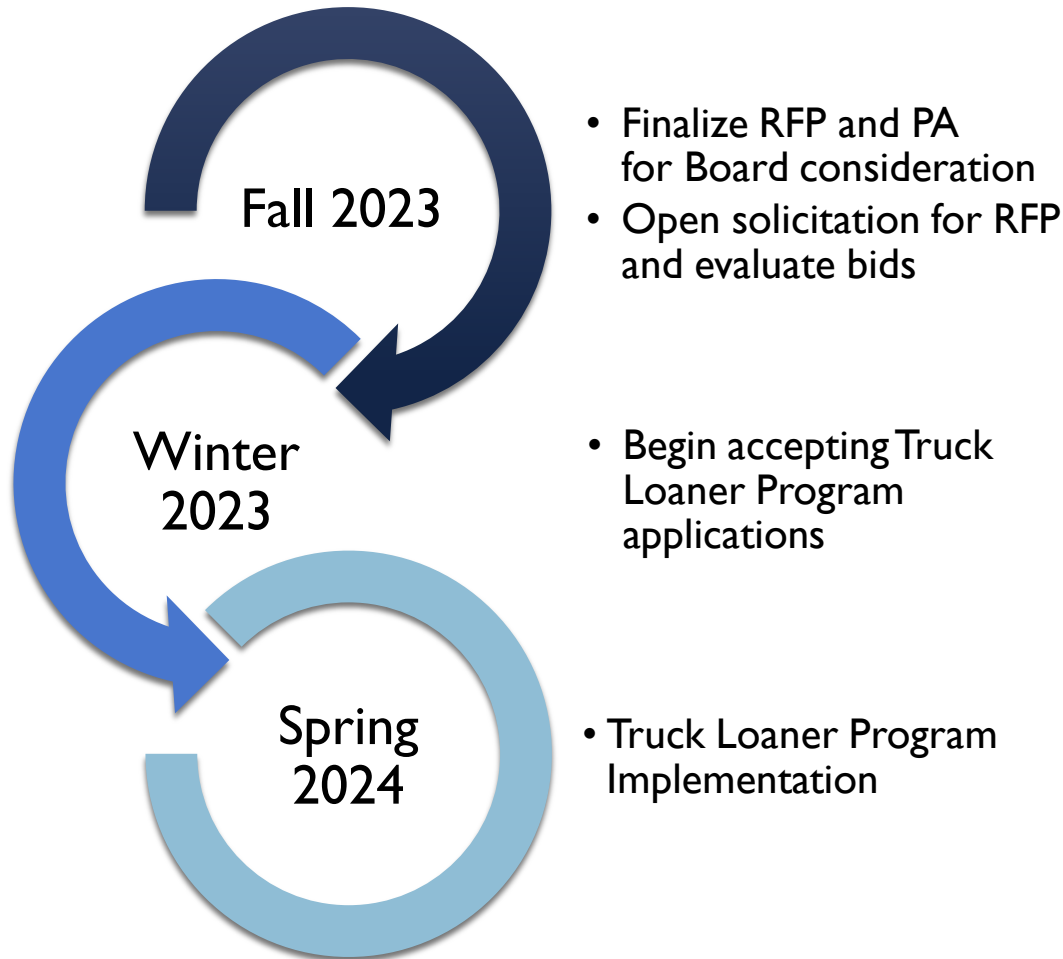 Fall 2023
• Finalize RFP and PA
for Board consideration
• Open solicitation for RFP
and evaluate bids
Winter
2023
• Begin accepting Truck
Loaner Program
applications
Spring
2024
• Truck Loaner Program
Implementation